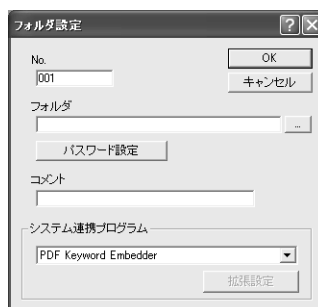 フォルダ設定
No.
001
OK
キャンセル
フォルダ
...
パスワード設定
コメント
システム連携プログラム
PDF Keyword Embedder
拡張設定